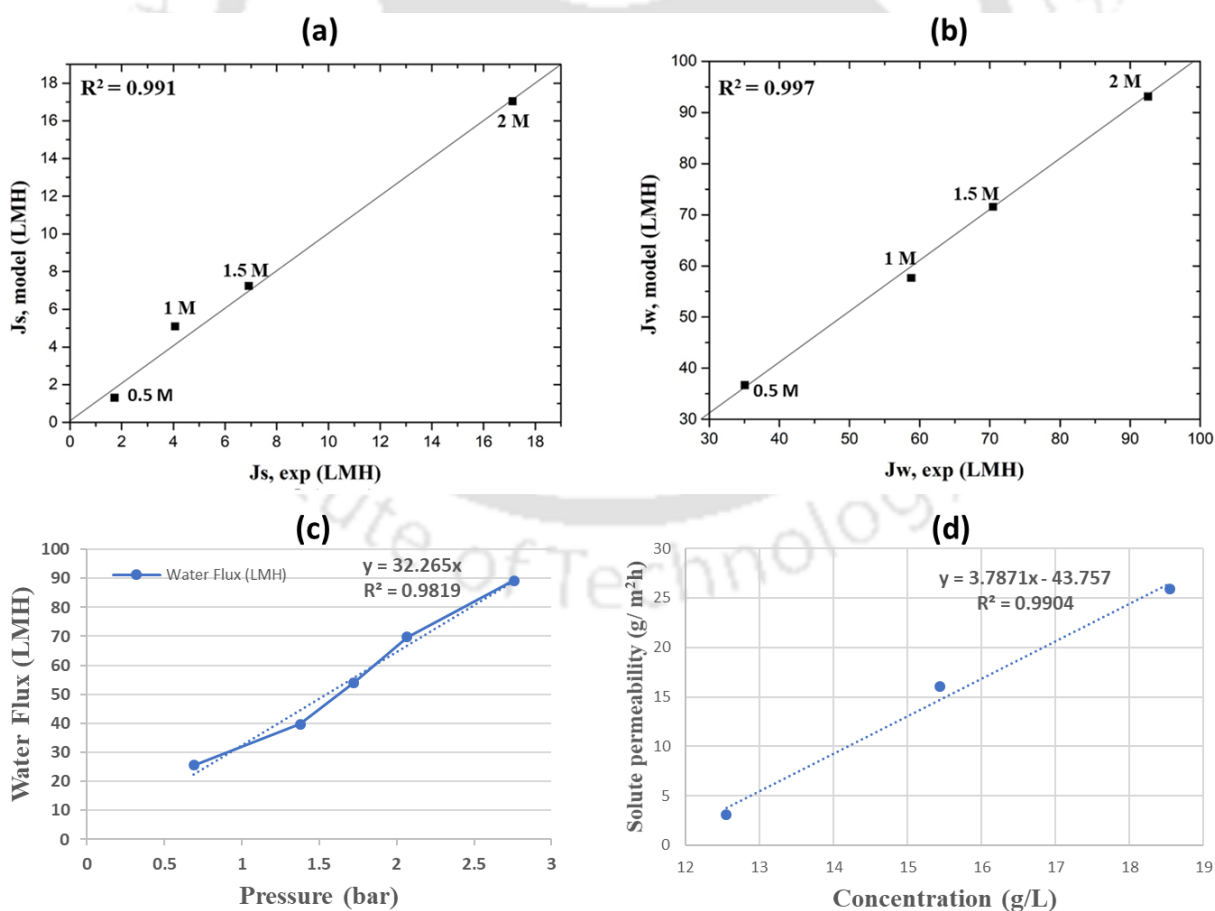 (a)
R² = 0.991
2 M
1.5 M
1 M
0.5 M
Js, model (LMH)
18
16
14
12
10
8
6
4
2
0
0 2 4 6 8 10 12 14 16 18
Js, exp (LMH)
(b)
R² = 0.997
2 M
1.5 M
1 M
0.5 M
Jw, model (LMH)
100
90
80
70
60
50
40
30
30 40 50 60 70 80 90 100
Jw, exp (LMH)
ute of Technology
(c)
Water Flux (LMH)
y = 32.265x
R² = 0.9819
Water Flux (LMH)
100
90
80
70
60
50
40
30
20
10
0
0 0.5 1 1.5 2 2.5 3
Pressure (bar)
(d)
y = 3.7871x - 43.757
R² = 0.9904
Solute permeability (g/ m²h)
30
25
20
15
10
5
0
12 13 14 15 16 17 18 19
Concentration (g/L)